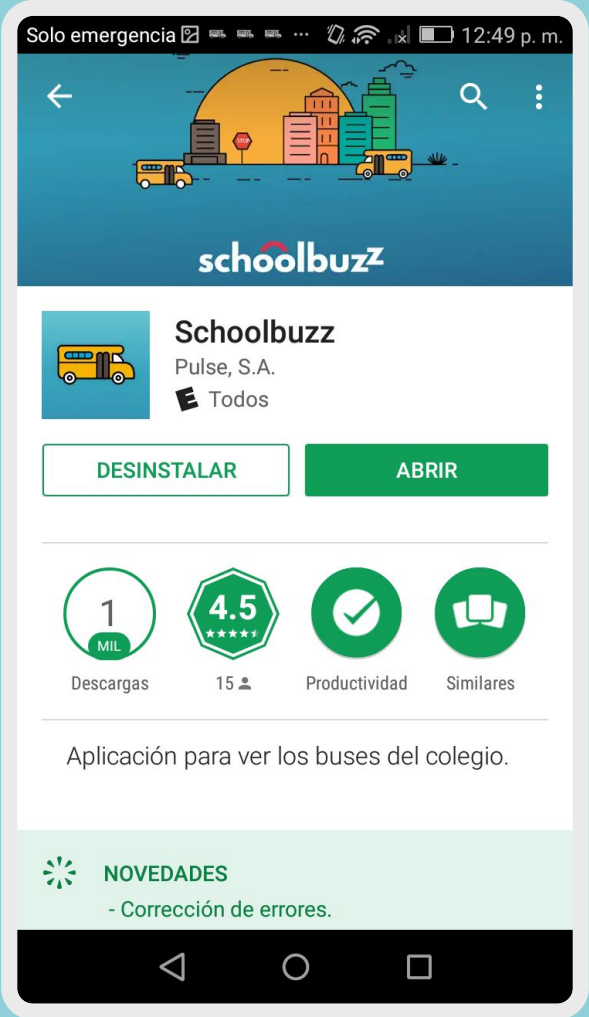 Solo emergencia ... 12:49 p. m.
STOP
schoolbuzz
Schoolbuzz
Pulse, S.A.
E Todos
DESINSTALAR
ABRIR
1
MIL
4.5
Descargas
15
Productividad
Similares
Aplicación para ver los buses del colegio.
NOVEDADES
- Corrección de errores.